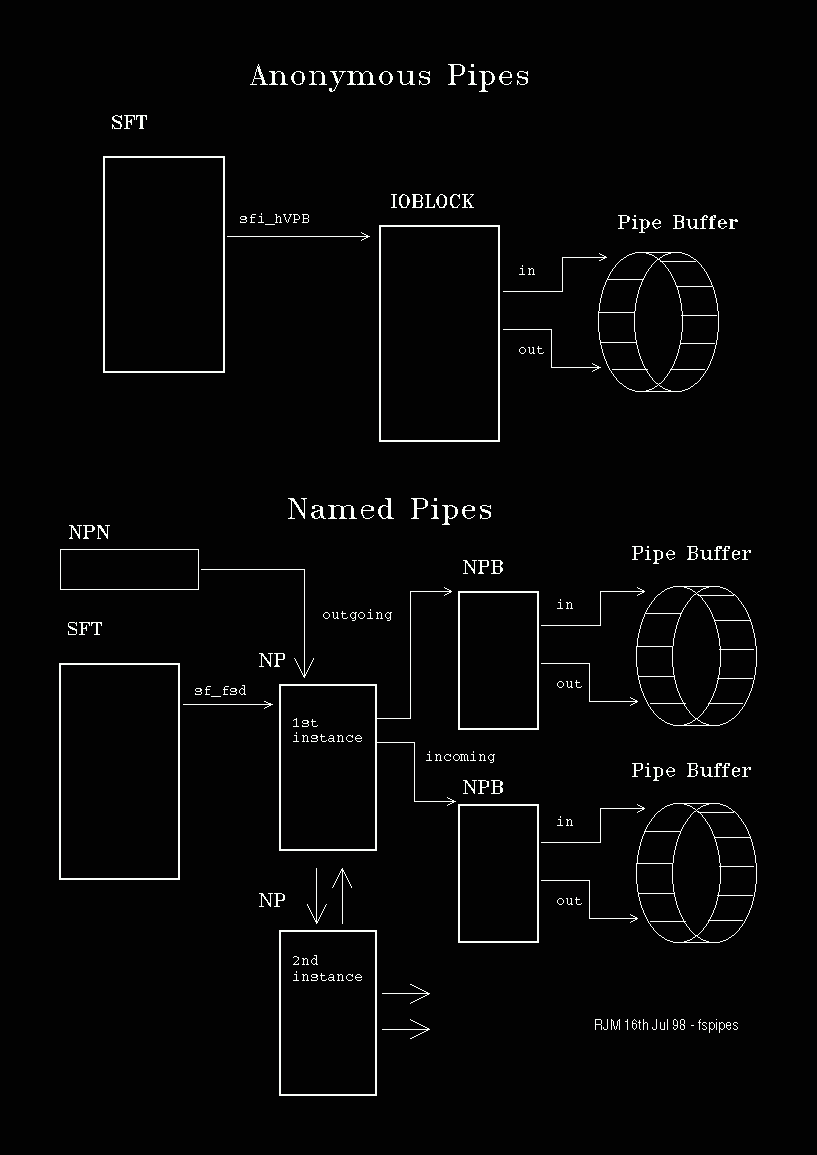 Anonymous Pipes
SFT
sfi_hVPB
IOBLOCK
Pipe Buffer
in
out
Named Pipes
NPN
SFT
sf_fsd
NP
1st
instance
outgoing
incoming
NPB
in
out
Pipe Buffer
NPB
in
out
Pipe Buffer
NP
2nd
instance
RJM 16th Jul 98 - fspipes